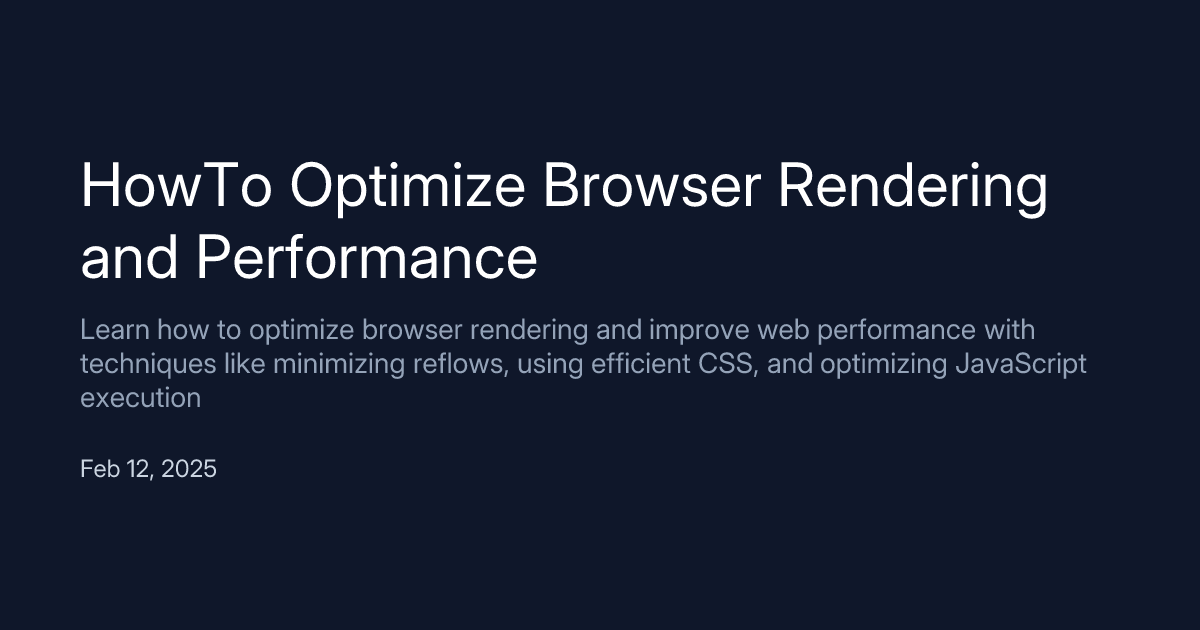 HowTo Optimize Browser Rendering
and Performance
Learn how to optimize browser rendering and improve web performance with
techniques like minimizing reflows, using efficient CSS, and optimizing JavaScript
execution
Feb 12, 2025